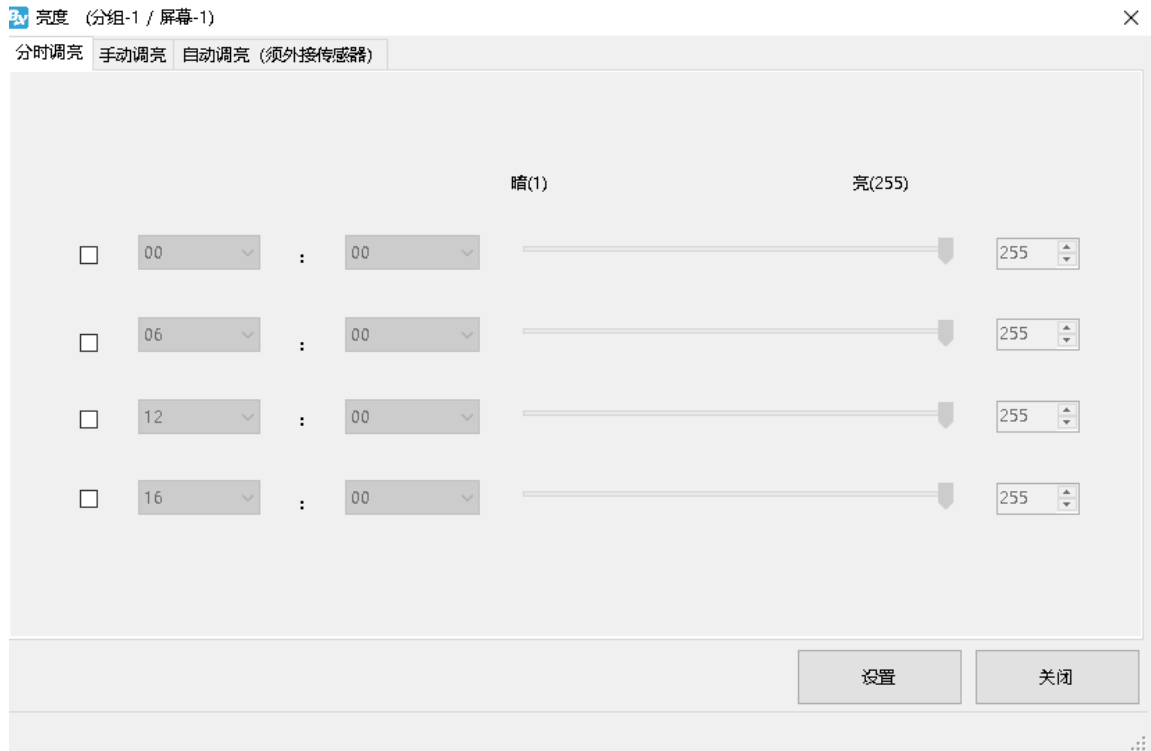 BX 亮度 (分组-1 / 屏幕-1)
分时调亮 手动调亮 自动调亮 (须外接传感器)
暗(1) 亮(255)
00 : 00 255
06 : 00 255
12 : 00 255
16 : 00 255
设置 关闭